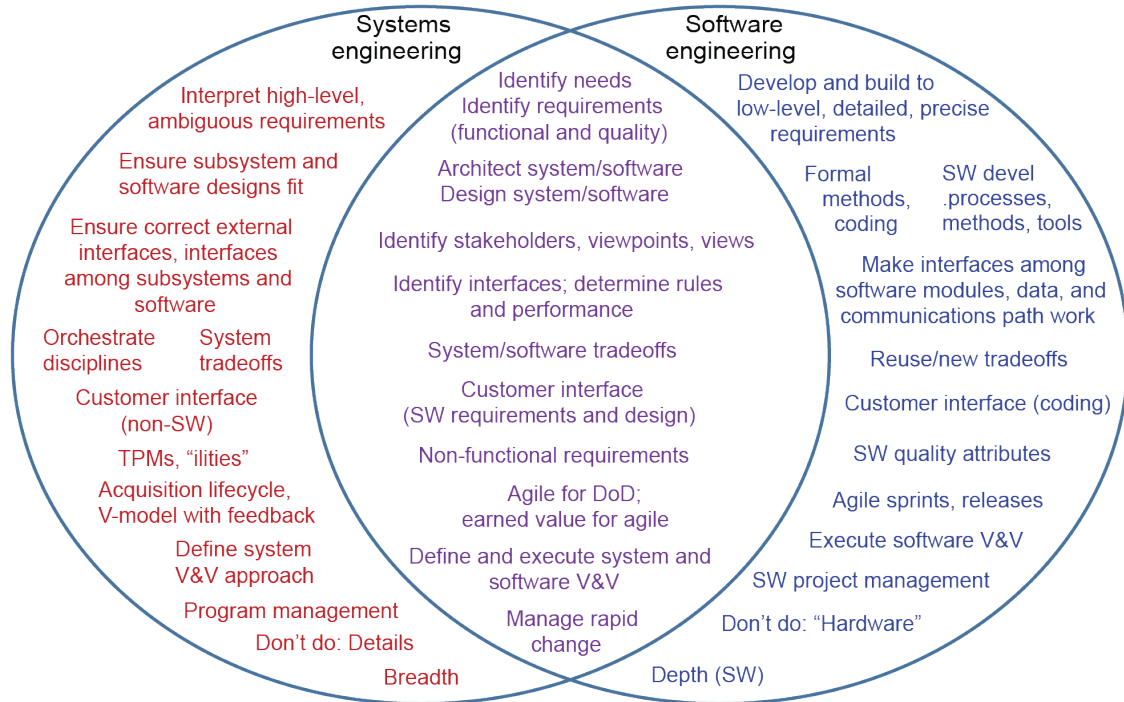 Systems
engineering
Software
engineering
Interpret high-level,
ambiguous requirements
Ensure subsystem and
software designs fit
Ensure correct external
interfaces, interfaces
among subsystems and
software
Orchestrate
disciplines
System
tradeoffs
Customer interface
(non-SW)
TPMs, “ilities”
Acquisition lifecycle,
V-model with feedback
Define system
V&V approach
Program management
Don’t do: Details
Breadth
Identify needs
Identify requirements
(functional and quality)
Architect system/software
Design system/software
Identify stakeholders, viewpoints, views
Identify interfaces; determine rules
and performance
System/software tradeoffs
Customer interface
(SW requirements and design)
Non-functional requirements
Agile for DoD;
earned value for agile
Define and execute system and
software V&V
Manage rapid
change
Develop and build to
low-level, detailed, precise
requirements
Formal
methods,
coding
SW devel
.processes,
methods, tools
Make interfaces among
software modules, data, and
communications path work
Reuse/new tradeoffs
Customer interface (coding)
SW quality attributes
Agile sprints, releases
Execute software V&V
SW project management
Don’t do: “Hardware”
Depth (SW)